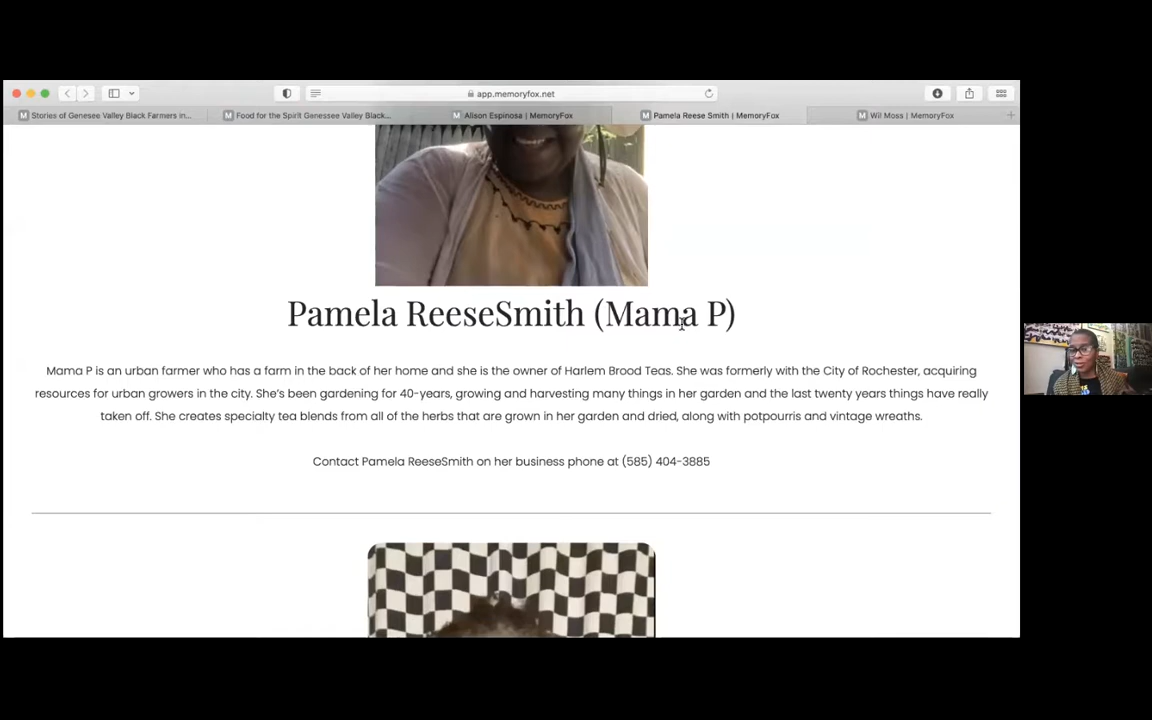 app.memoryfox.net
Stories of Genesee Valley Black Farmers in...
Food for the Spirit Genessee Valley Black...
Alison Espinosa | MemoryFox
Pamela Reese Smith | MemoryFox
Wil Moss | MemoryFox
Pamela ReeseSmith (Mama P)
Mama P is an urban farmer who has a farm in the back of her home and she is the owner of Harlem Brood Teas. She was formerly with the City of Rochester, acquiring
resources for urban growers in the city. She's been gardening for 40-years, growing and harvesting many things in her garden and the last twenty years things have really
taken off. She creates specialty tea blends from all of the herbs that are grown in her garden and dried, along with potpourris and vintage wreaths.
Contact Pamela ReeseSmith on her business phone at (585) 404-3885